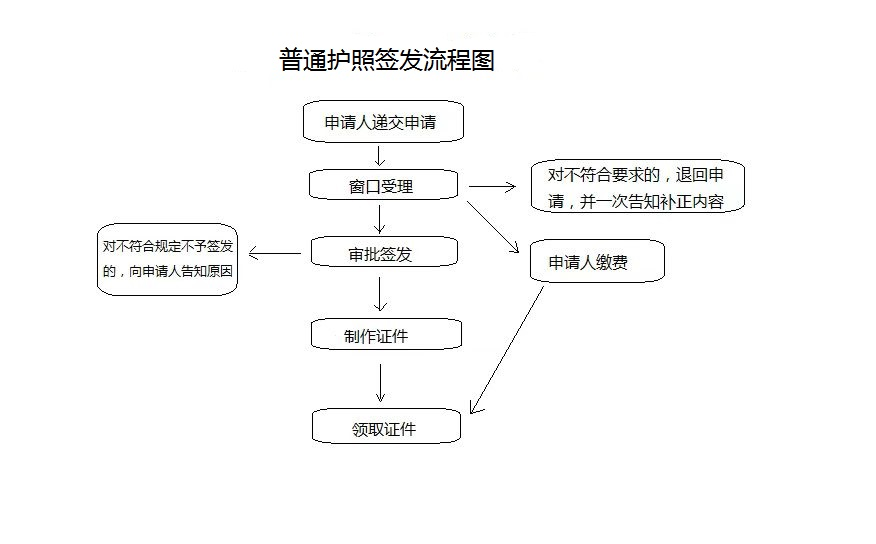 普通护照签发流程图
申请人递交申请
窗口受理
对不符合要求的，退回申
请，并一次告知补正内容
对不符合规定不予签发
的，向申请人告知原因
审批签发
申请人缴费
制作证件
领取证件